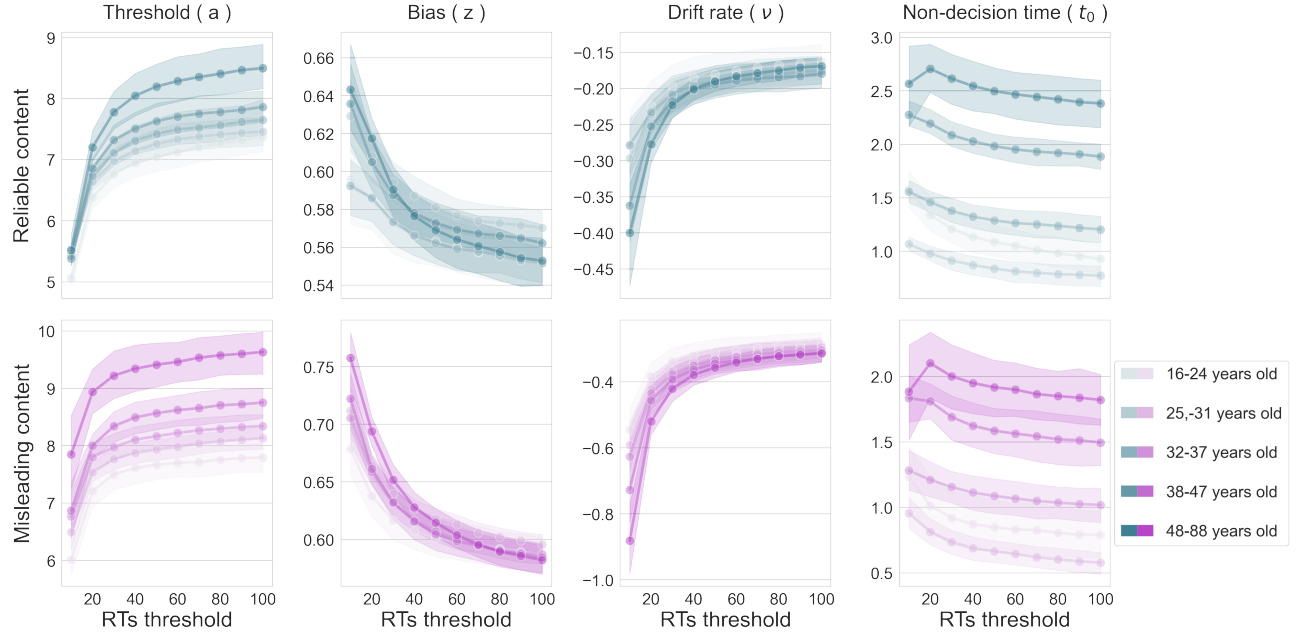 Threshold ( a )
Bias ( z )
Drift rate ( ν )
Non-decision time ( t₀ )
Reliable content
9
8
7
6
5
0.66
0.64
0.62
0.60
0.58
0.56
0.54
−0.15
−0.20
−0.25
−0.30
−0.35
−0.40
−0.45
3.0
2.5
2.0
1.5
1.0
Misleading content
10
9
8
7
6
0.75
0.70
0.65
0.60
−0.4
−0.6
−0.8
−1.0
2.0
1.5
1.0
0.5
20 40 60 80 100
20 40 60 80 100
20 40 60 80 100
20 40 60 80 100
RTs threshold
RTs threshold
RTs threshold
RTs threshold
16-24 years old
25,-31 years old
32-37 years old
38-47 years old
48-88 years old